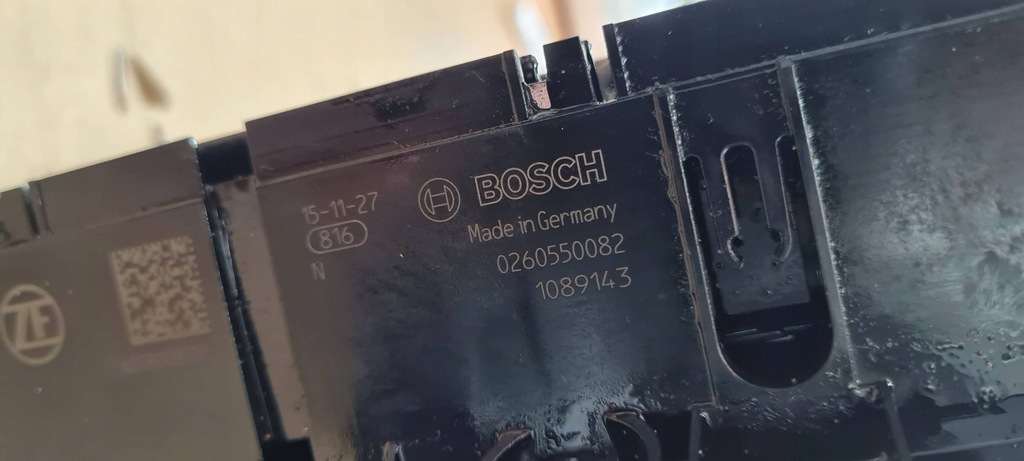 ZF
15-11-27
816
N
BOSCH
Made in Germany
0260550082
1089143